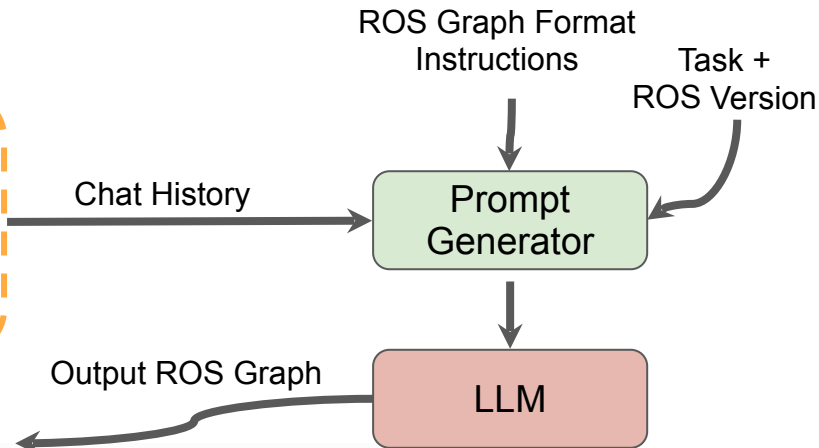 ROS Graph Format
Instructions
Task +
ROS Version
Chat History
Prompt
Generator
Output ROS Graph
LLM